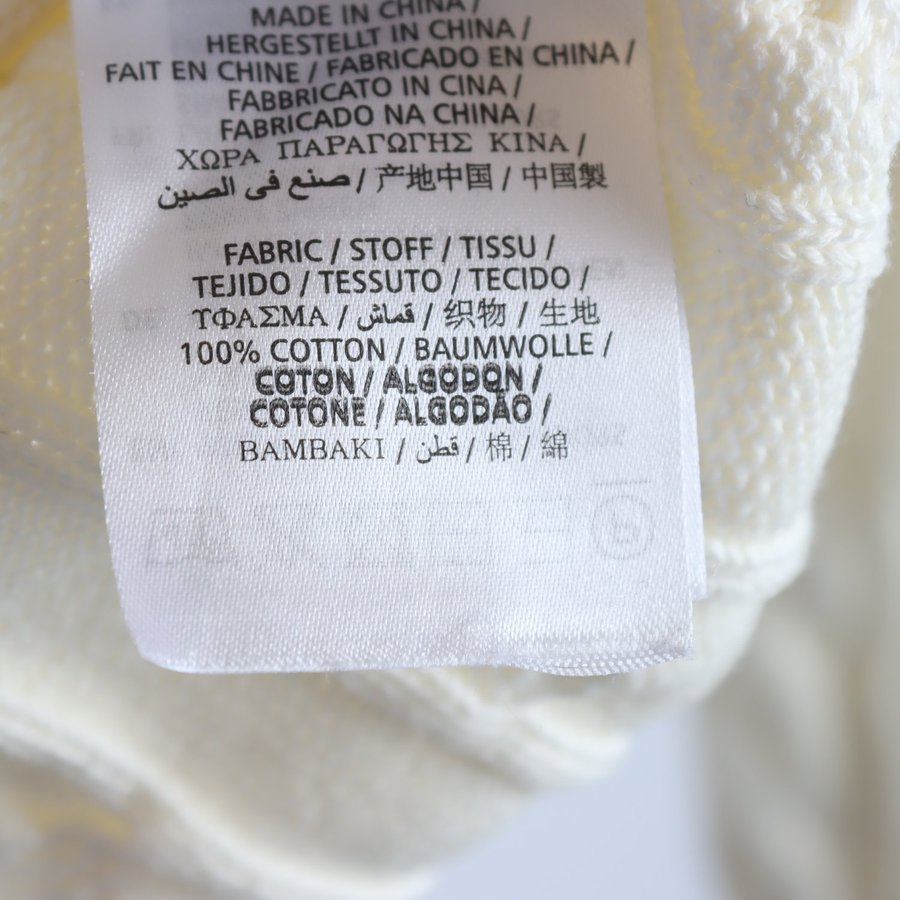 MADE IN CHINA /
HERGESTELLT IN CHINA /
FAIT EN CHINE / FABRICADO EN CHINA /
FABBRICATO IN CINA /
FABRICADO NA CHINA /
ΧΩΡΑ ΠΑΡΑΓΩΓΗΣ ΚΙΝΑ /
صنع في الصين / 产地中国 / 中国製
FABRIC / STOFF / TISSU /
TEJIDO / TESSUTO / TECIDO /
ΥΦΑΣΜΑ / قماش / 织物 / 生地
100% COTTON / BAUMWOLLE /
COTON / ALGODON /
COTONE / ALGODÃO /
BAMBAKI / قطن / 棉 / 綿